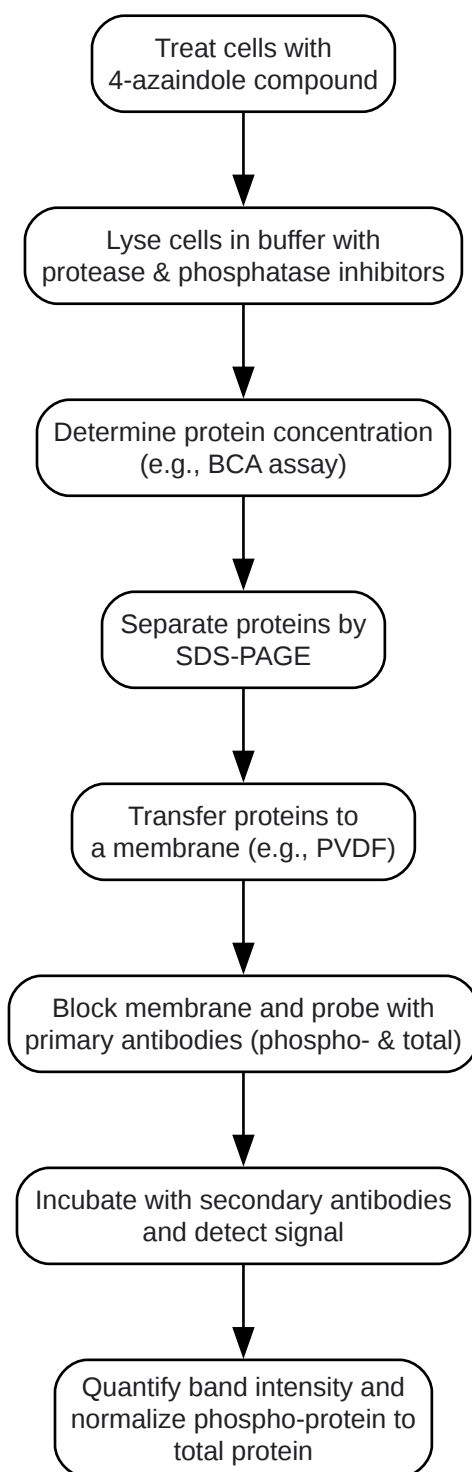 Treat cells with
4-azaindole compound
Lyse cells in buffer with
protease & phosphatase inhibitors
Determine protein concentration
(e.g., BCA assay)
Separate proteins by
SDS-PAGE
Transfer proteins to
a membrane (e.g., PVDF)
Block membrane and probe with
primary antibodies (phospho- & total)
Incubate with secondary antibodies
and detect signal
Quantify band intensity and
normalize phospho-protein to
total protein